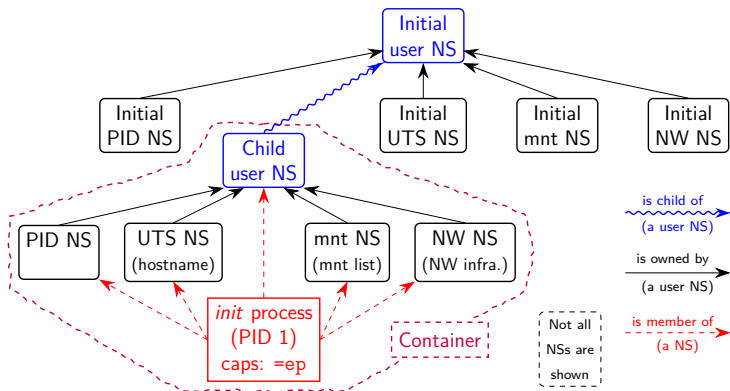 Initial
user NS
Initial
PID NS
Initial
UTS NS
Initial
mnt NS
Initial
NW NS
Child
user NS
PID NS
UTS NS
(hostname)
mnt NS
(mnt list)
NW NS
(NW infra.)
init process
(PID 1)
caps: =ep
Container
Not all
NSs are
shown
is child of
(a user NS)
is owned by
(a user NS)
is member of
(a NS)